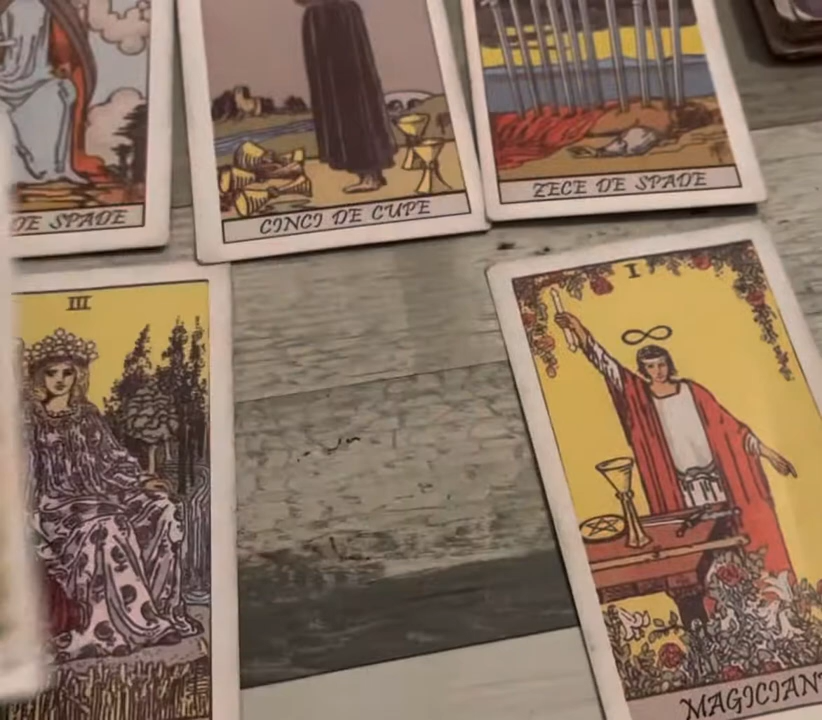 DE SPADE
CINCI DE CUPE
ZECE DE SPADE
III
I
MAGICIAN